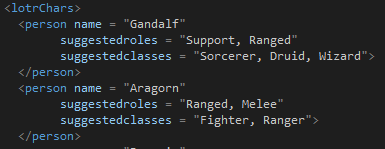 <lotrChars>
<person name = "Gandalf"
suggestedroles = "Support, Ranged"
suggestedclasses = "Sorcerer, Druid, Wizard">
</person>
<person name = "Aragorn"
suggestedroles = "Ranged, Melee"
suggestedclasses = "Fighter, Ranger">
</person>